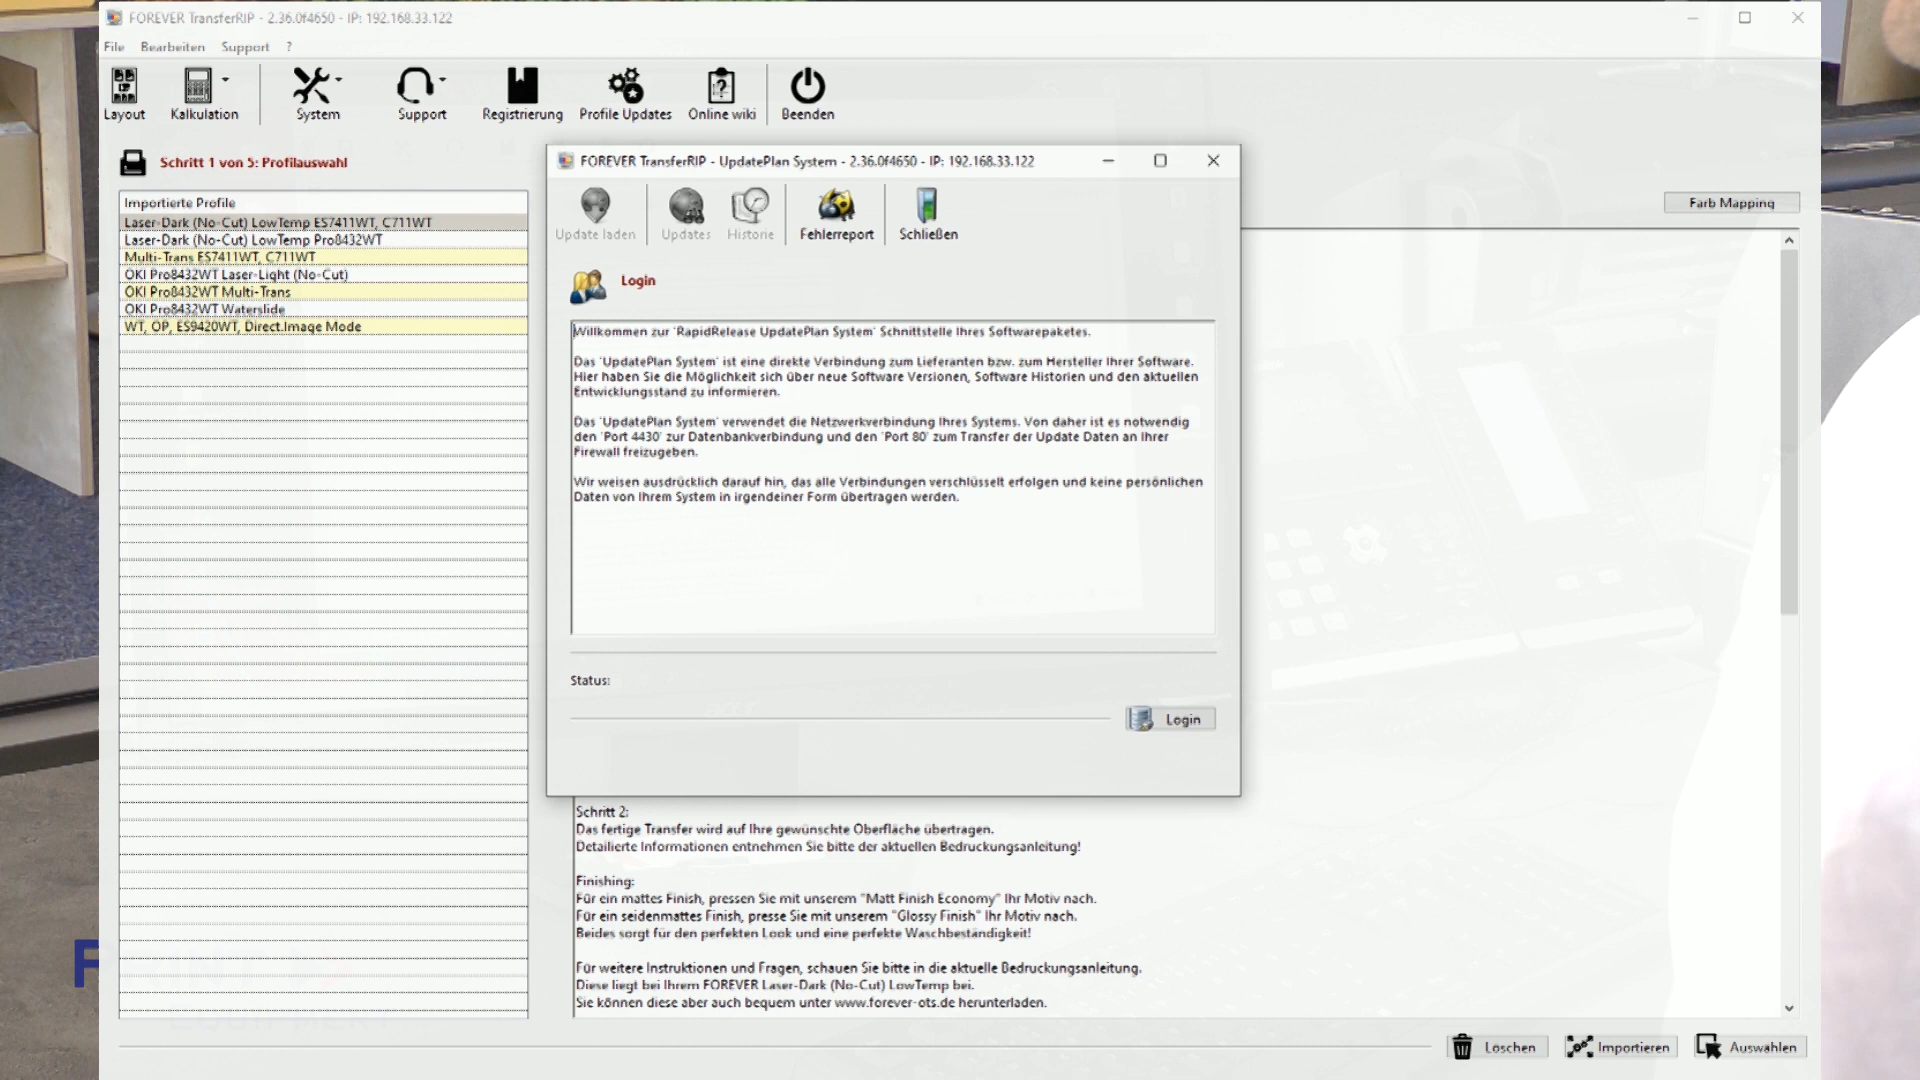 FOREVER TransferRIP - 2.36.0f4650 - IP: 192.168.33.122
File Bearbeiten Support ?
Layout Kalkulation System Support Registrierung Profile Updates Online wiki Beenden
Schritt 1 von 5: Profilauswahl
Importierte Profile
Laser-Dark (No-Cut) LowTemp ES7411WT, C711WT
Laser-Dark (No-Cut) LowTemp Pro8432WT
Multi-Trans ES7411WT, C711WT
OKI Pro8432WT Laser-Light (No-Cut)
OKI Pro8432WT Multi-Trans
OKI Pro8432WT Waterslide
WT, OP, ES9420WT, Direct.Image Mode
FOREVER TransferRIP - UpdatePlan System - 2.36.0f4650 - IP: 192.168.33.122
Update laden Updates Historie Fehlerreport Schließen
Login
Willkommen zur 'RapidRelease UpdatePlan System' Schnittstelle Ihres Softwarepaketes.
Das 'UpdatePlan System' ist eine direkte Verbindung zum Lieferanten bzw. zum Hersteller Ihrer Software.
Hier haben Sie die Möglichkeit sich über neue Software Versionen, Software Historien und den aktuellen
Entwicklungsstand zu informieren.
Das 'UpdatePlan System' verwendet die Netzwerkverbindung Ihres Systems. Von daher ist es notwendig
den 'Port 4430' zur Datenbankverbindung und den 'Port 80' zum Transfer der Update Daten an Ihrer
Firewall freizugeben.
Wir weisen ausdrücklich darauf hin, das alle Verbindungen verschlüsselt erfolgen und keine persönlichen
Daten von Ihrem System in irgendeiner Form übertragen werden.
Status:
Login
Farb Mapping
Schritt 2:
Das fertige Transfer wird auf Ihre gewünschte Oberfläche übertragen.
Detailierte Informationen entnehmen Sie bitte der aktuellen Bedruckungsanleitung!
Finishing:
Für ein mattes Finish, pressen Sie mit unserem "Matt Finish Economy" Ihr Motiv nach.
Für ein seidenmattes Finish, presse Sie mit unserem "Glossy Finish" Ihr Motiv nach.
Beides sorgt für den perfekten Look und eine perfekte Waschbeständigkeit!
Für weitere Instruktionen und Fragen, schauen Sie bitte in die aktuelle Bedruckungsanleitung.
Diese liegt bei Ihrem FOREVER Laser-Dark (No-Cut) LowTemp bei.
Sie können diese aber auch bequem unter www.forever-ots.de herunterladen.
Löschen Importieren Auswählen